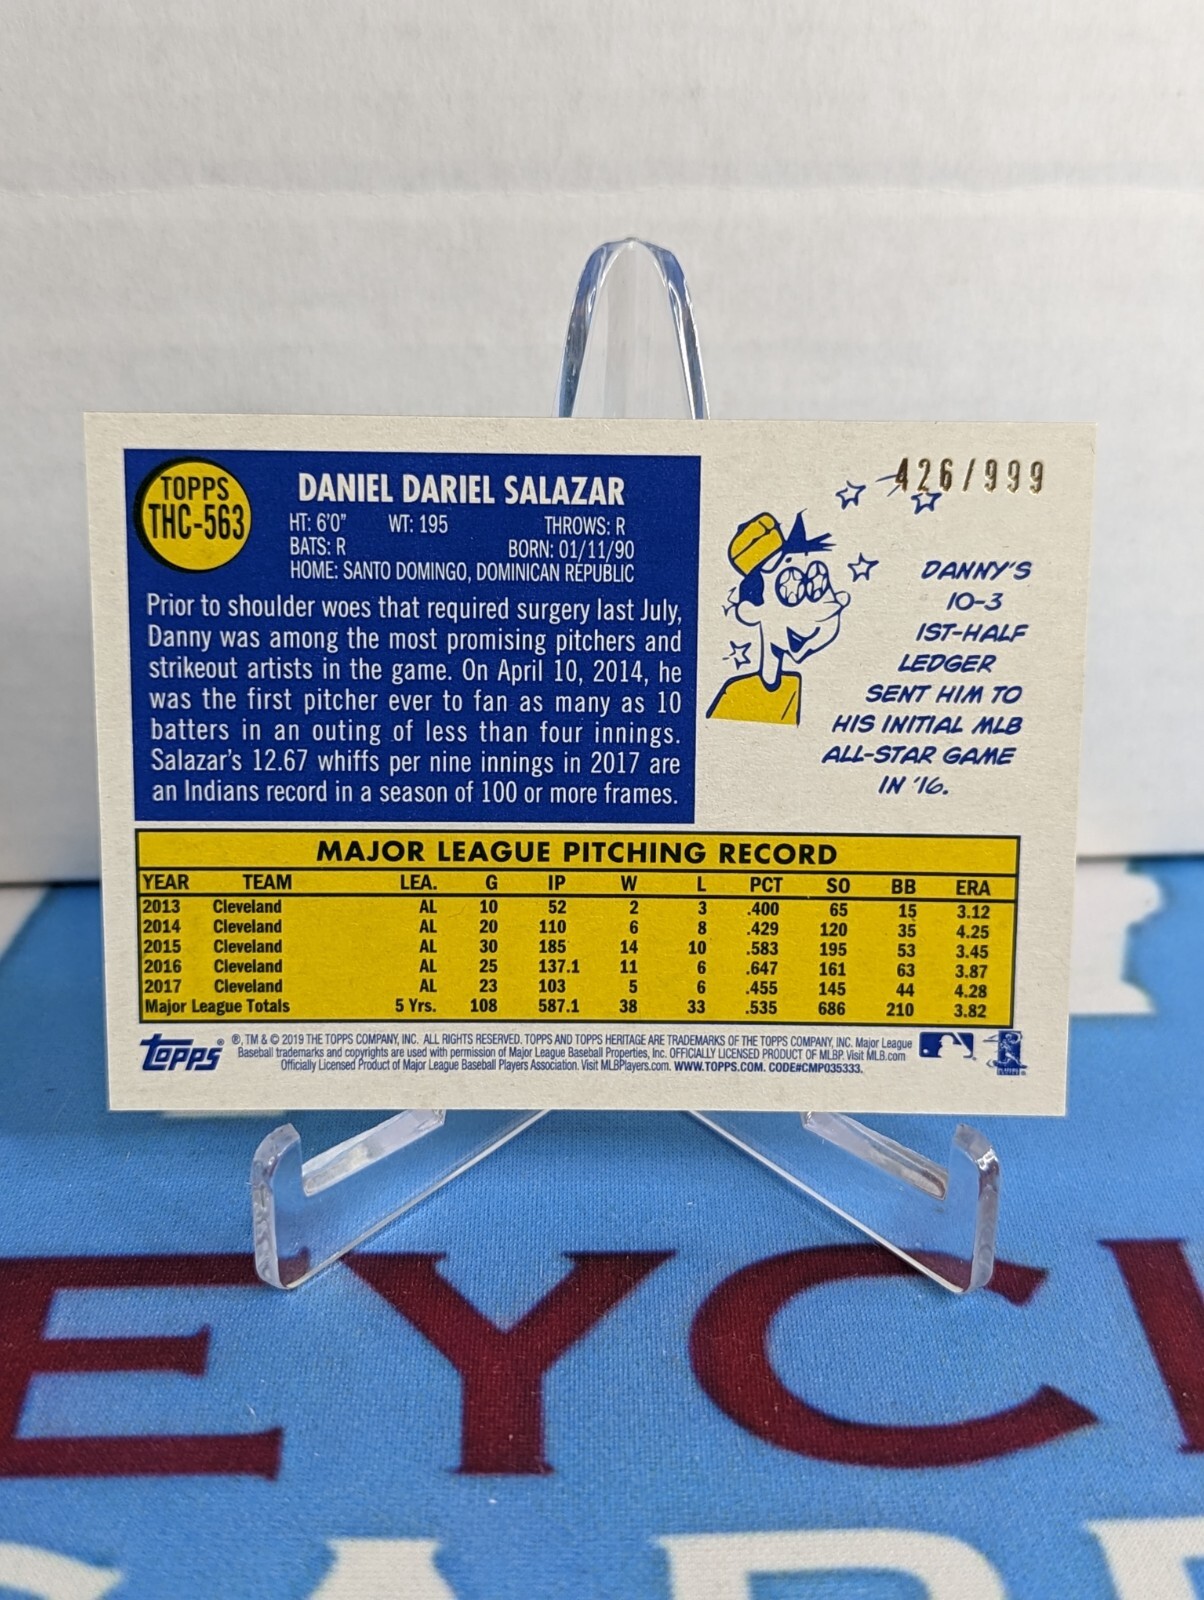 426/999
TOPPS
THC-563
DANIEL DARIEL SALAZAR
HT: 6'0" WT: 195 THROWS: R
BATS: R BORN: 01/11/90
HOME: SANTO DOMINGO, DOMINICAN REPUBLIC
Prior to shoulder woes that required surgery last July,
Danny was among the most promising pitchers and
strikeout artists in the game. On April 10, 2014, he
was the first pitcher ever to fan as many as 10
batters in an outing of less than four innings.
Salazar's 12.67 whiffs per nine innings in 2017 are
an Indians record in a season of 100 or more frames.
DANNY'S
10-3
1ST-HALF
LEDGER
SENT HIM TO
HIS INITIAL MLB
ALL-STAR GAME
IN '16.
MAJOR LEAGUE PITCHING RECORD
YEAR TEAM LEA. G IP W L PCT SO BB ERA
2013 Cleveland AL 10 52 2 3 .400 65 15 3.12
2014 Cleveland AL 20 110 6 8 .429 120 35 4.25
2015 Cleveland AL 30 185 14 10 .583 195 53 3.45
2016 Cleveland AL 25 137.1 11 6 .647 161 63 3.87
2017 Cleveland AL 23 103 5 6 .455 145 44 4.28
Major League Totals 5 Yrs. 108 587.1 38 33 .535 686 210 3.82
topps® ®, TM & © 2019 THE TOPPS COMPANY, INC. ALL RIGHTS RESERVED. TOPPS AND TOPPS HERITAGE ARE TRADEMARKS OF THE TOPPS COMPANY, INC. Major League
Baseball trademarks and copyrights are used with permission of Major League Baseball Properties, Inc. OFFICIALLY LICENSED PRODUCT OF MLBP. Visit MLB.com
Officially Licensed Product of Major League Baseball Players Association. Visit MLBPlayers.com. WWW.TOPPS.COM. CODE#CMP035333.
EYC